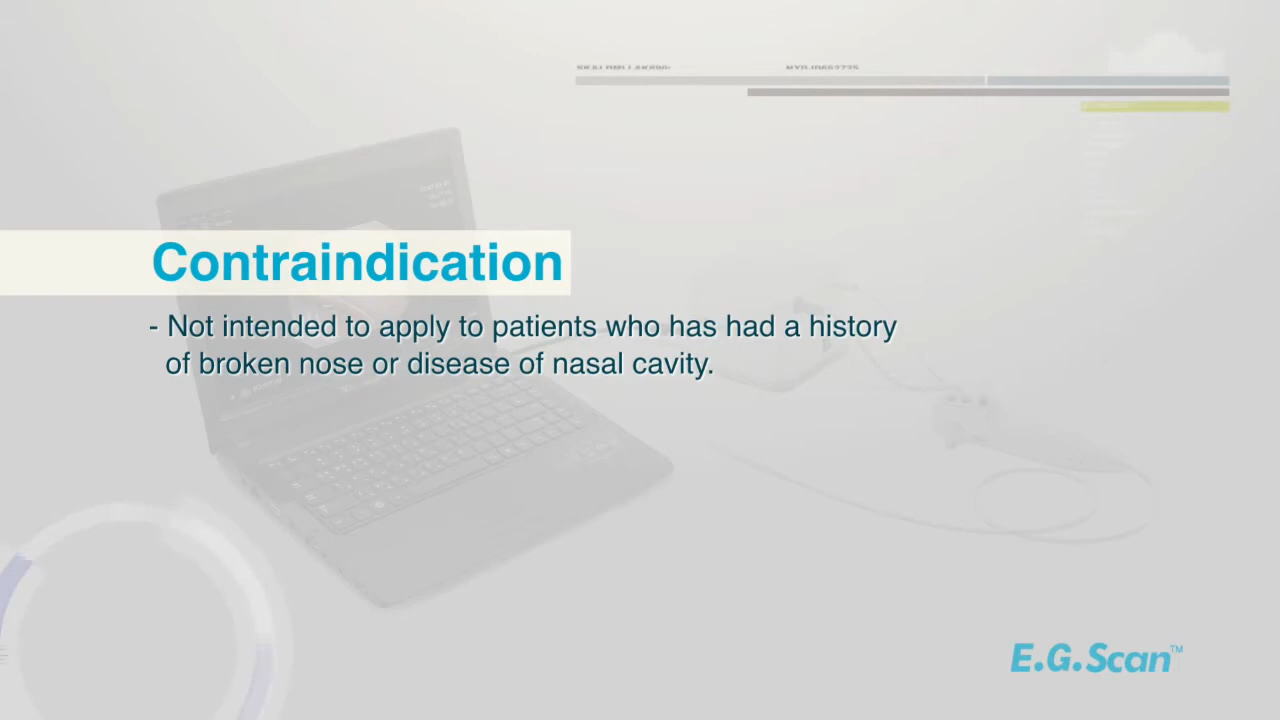 Contraindication
- Not intended to apply to patients who has had a history
of broken nose or disease of nasal cavity.
E.G.Scan™